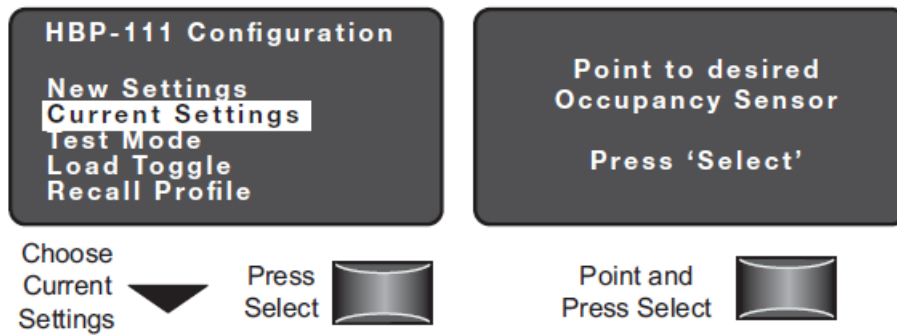 HBP-111 Configuration
New Settings
Current Settings
Test Mode
Load Toggle
Recall Profile
Point to desired
Occupancy Sensor
Press ‘Select’
Choose
Current
Settings
Press
Select
Point and
Press Select